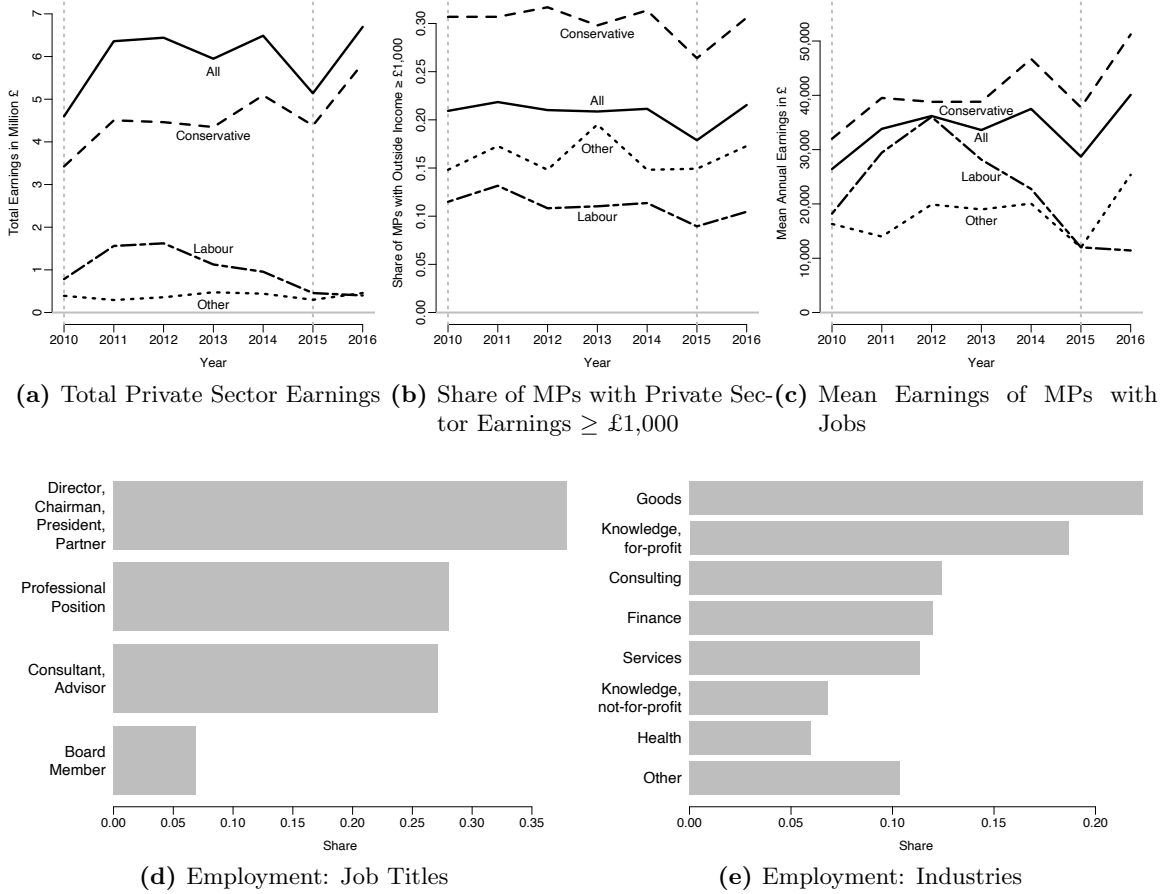 Total Earnings in Million £
0 1 2 3 4 5 6 7
All
Conservative
Labour
Other
2010 2011 2012 2013 2014 2015 2016
Year
(a) Total Private Sector Earnings
Share of MPs with Outside Income ≥ £1,000
0.00 0.05 0.10 0.15 0.20 0.25 0.30
Conservative
All
Other
Labour
2010 2011 2012 2013 2014 2015 2016
Year
(b) Share of MPs with Private Sec-
tor Earnings ≥ £1,000
Mean Annual Earnings in £
0 10,000 20,000 30,000 40,000 50,000
Conservative
All
Labour
Other
2010 2011 2012 2013 2014 2015 2016
Year
(c) Mean Earnings of MPs with
Jobs
Director,
Chairman,
President,
Partner
Professional
Position
Consultant,
Advisor
Board
Member
0.00 0.05 0.10 0.15 0.20 0.25 0.30 0.35
Share
(d) Employment: Job Titles
Goods
Knowledge,
for-profit
Consulting
Finance
Services
Knowledge,
not-for-profit
Health
Other
0.00 0.05 0.10 0.15 0.20
Share
(e) Employment: Industries